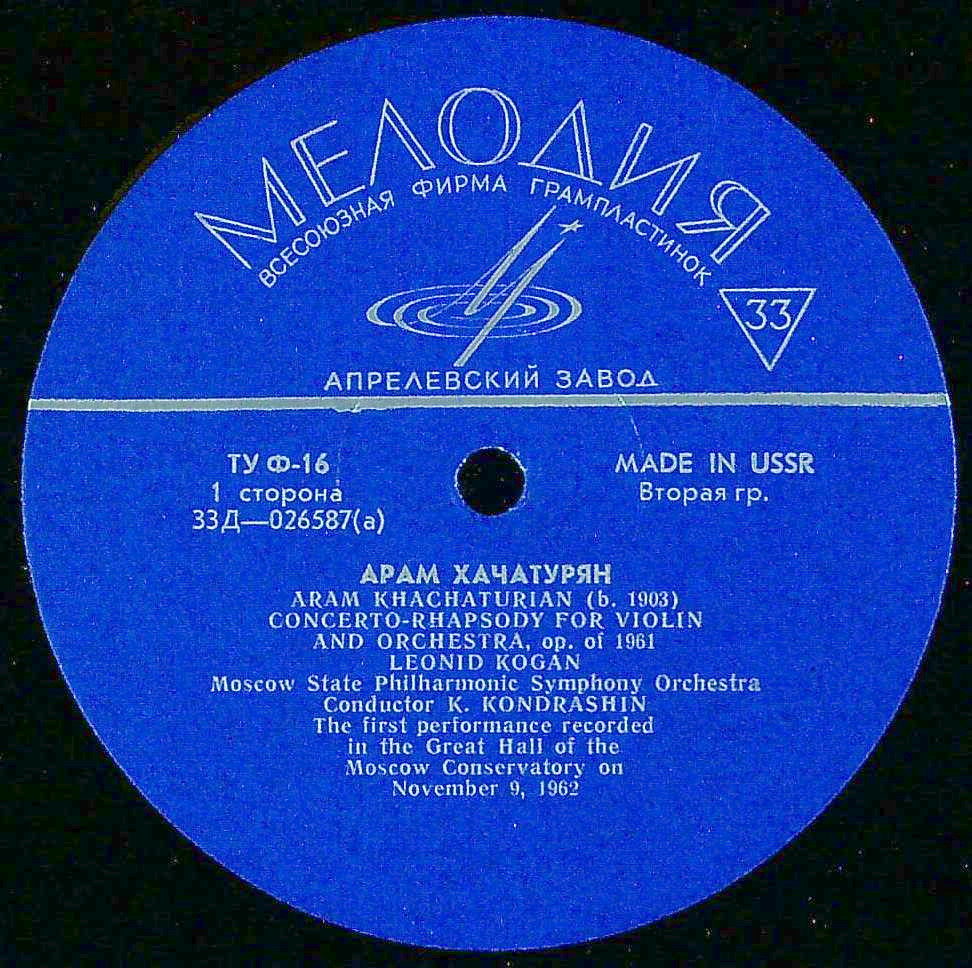 МЕЛОДИЯ
ВСЕСОЮЗНАЯ ФИРМА ГРАМПЛАСТИНОК
33
АПРЕЛЕВСКИЙ ЗАВОД
ТУ Ф-16
1 сторона
33Д—026587(а)
MADE IN USSR
Вторая гр.
АРАМ ХАЧАТУРЯН
ARAM KHACHATURIAN (b. 1903)
CONCERTO-RHAPSODY FOR VIOLIN
AND ORCHESTRA, op. of 1961
LEONID KOGAN
Moscow State Philharmonic Symphony Orchestra
Conductor K. KONDRASHIN
The first performance recorded
in the Great Hall of the
Moscow Conservatory on
November 9, 1962